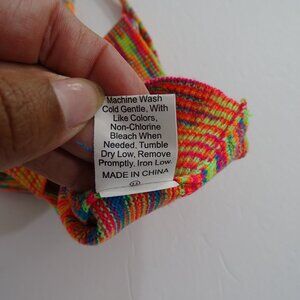 Machine Wash
Cold Gentle, With
Like Colors,
Non-Chlorine
Bleach When
Needed, Tumble
Dry Low, Remove
Promptly, Iron Low.
MADE IN CHINA